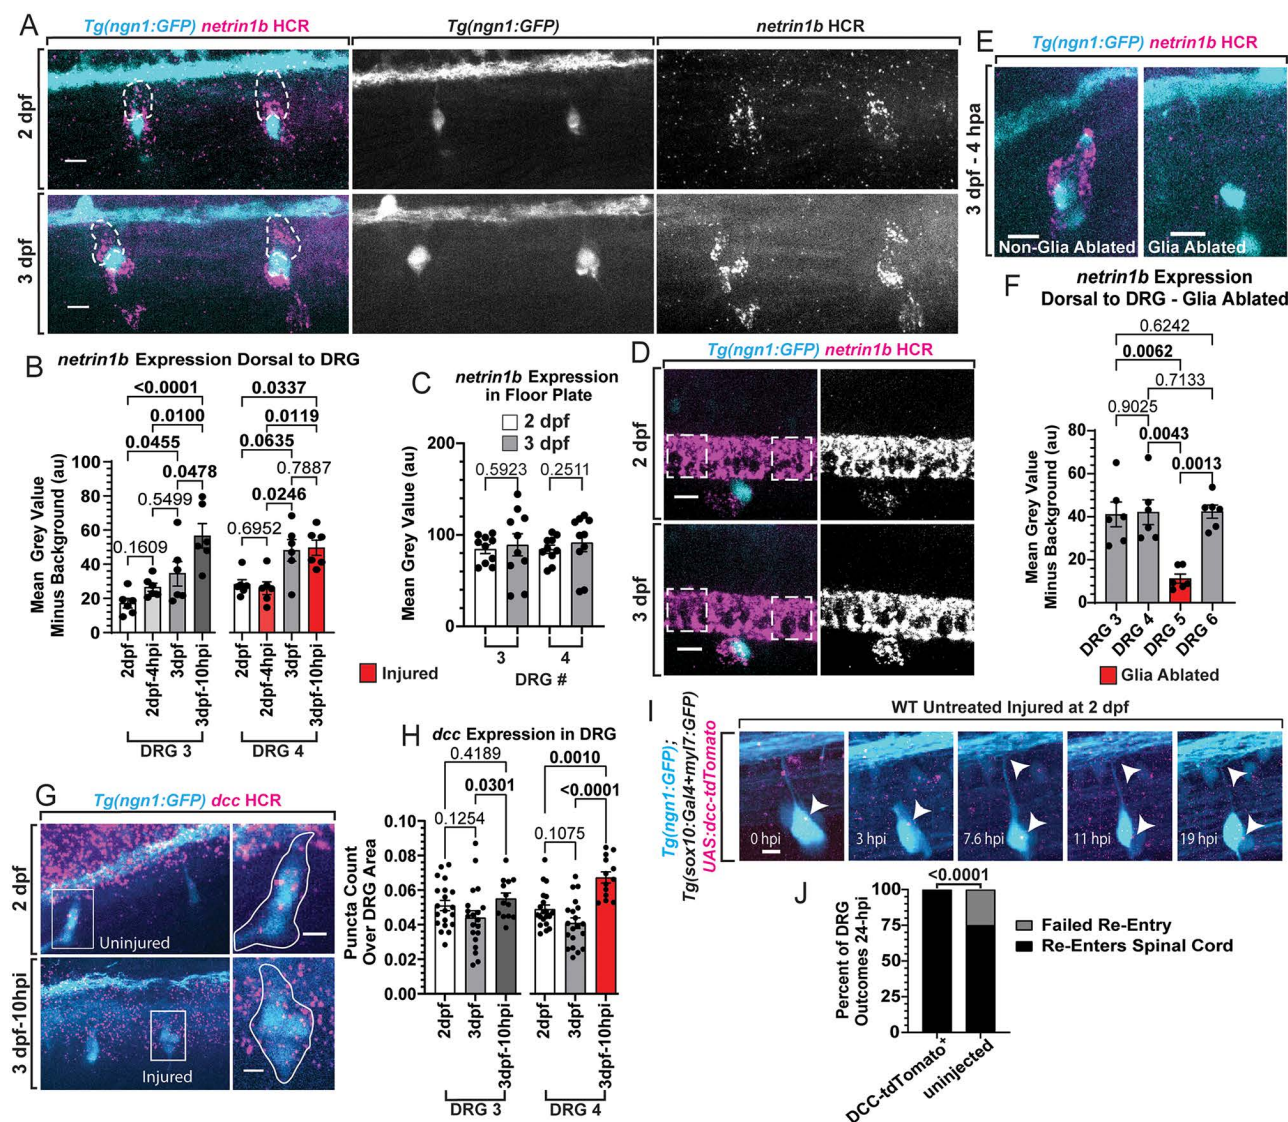 A
Tg(ngn1:GFP) netrin1b HCR
Tg(ngn1:GFP)
netrin1b HCR
2 dpf
3 dpf
E
Tg(ngn1:GFP) netrin1b HCR
3 dpf - 4 hpa
Non-Glia Ablated
Glia Ablated
B
netrin1b Expression Dorsal to DRG
<0.0001
0.0100
0.0455
0.0478
0.5499
0.1609
0.0337
0.0119
0.0635
0.7887
0.0246
0.6952
Mean Grey Value
Minus Background (au)
100
80
60
40
20
0
2dpf
2dpf-4hpi
3dpf
3dpf-10hpi
2dpf
2dpf-4hpi
3dpf
3dpf-10hpi
DRG 3
DRG 4
Injured
C
netrin1b Expression
in Floor Plate
2 dpf
3 dpf
0.5923
0.2511
Mean Grey Value (au)
200
100
0
3
4
DRG #
D
Tg(ngn1:GFP) netrin1b HCR
2 dpf
3 dpf
F
netrin1b Expression
Dorsal to DRG - Glia Ablated
0.6242
0.0062
0.7133
0.9025
0.0043
0.0013
Mean Grey Value
Minus Background (au)
80
60
40
20
0
DRG 3
DRG 4
DRG 5
DRG 6
Glia Ablated
G
Tg(ngn1:GFP) dcc HCR
2 dpf
Uninjured
3 dpf-10hpi
Injured
H
dcc Expression in DRG
0.4189
0.0301
0.1254
0.0010
<0.0001
0.1075
Puncta Count
Over DRG Area
0.10
0.08
0.06
0.04
0.02
0.00
2dpf
3dpf
3dpf-10hpi
2dpf
3dpf
3dpf-10hpi
DRG 3
DRG 4
I
WT Untreated Injured at 2 dpf
Tg(ngn1:GFP);
Tg(sox10:Gal4+myl7:GFP)
UAS:dcc-tdTomato
0 hpi
3 hpi
7.6 hpi
11 hpi
19 hpi
J
<0.0001
Percent of DRG
Outcomes 24-hpi
100
75
50
25
0
DCC-tdTomato+
uninjected
Failed Re-Entry
Re-Enters Spinal Cord